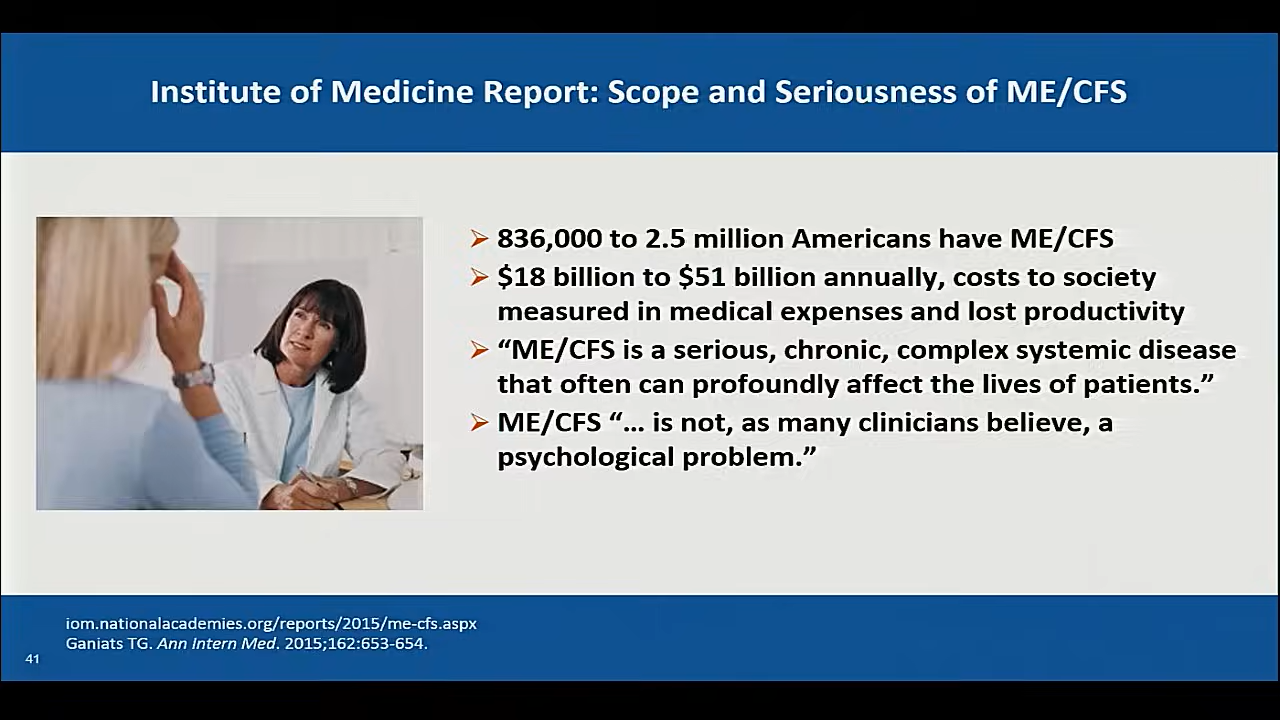 Institute of Medicine Report: Scope and Seriousness of ME/CFS
➢ 836,000 to 2.5 million Americans have ME/CFS
➢ $18 billion to $51 billion annually, costs to society
measured in medical expenses and lost productivity
➢ “ME/CFS is a serious, chronic, complex systemic disease
that often can profoundly affect the lives of patients.”
➢ ME/CFS “… is not, as many clinicians believe, a
psychological problem.”
iom.nationalacademies.org/reports/2015/me-cfs.aspx
Ganiats TG. Ann Intern Med. 2015;162:653-654.
41